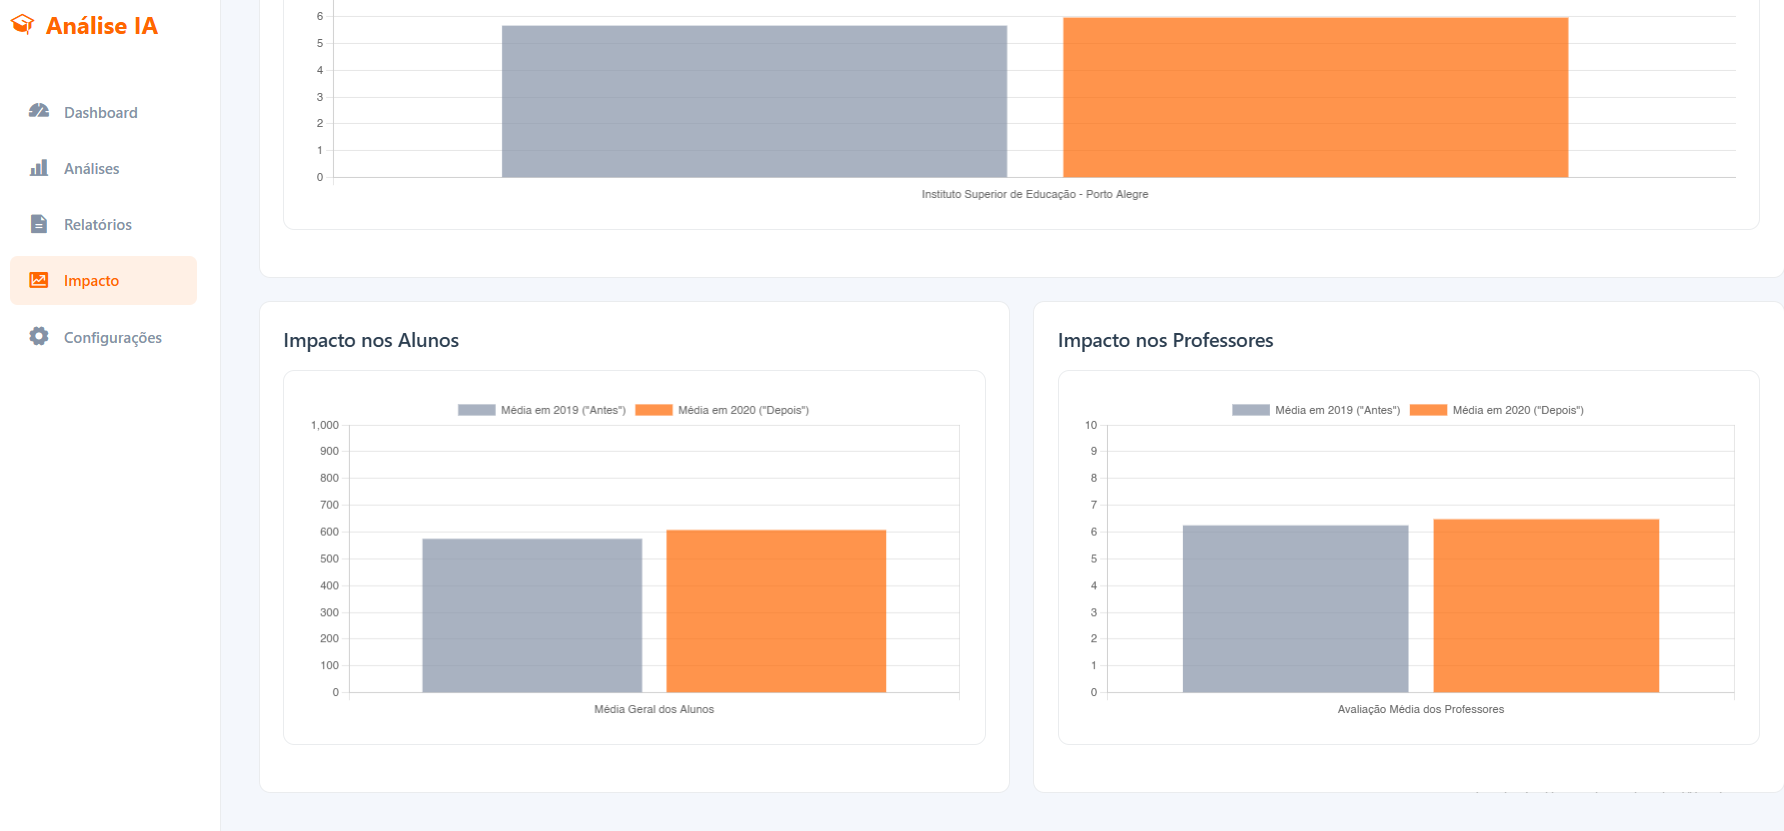 Análise IA
Dashboard
Análises
Relatórios
Impacto
Configurações
6
5
4
3
2
1
0
Instituto Superior de Educação - Porto Alegre
Impacto nos Alunos
Média em 2019 ("Antes") Média em 2020 ("Depois")
1,000
900
800
700
600
500
400
300
200
100
0
Média Geral dos Alunos
Impacto nos Professores
Média em 2019 ("Antes") Média em 2020 ("Depois")
10
9
8
7
6
5
4
3
2
1
0
Avaliação Média dos Professores